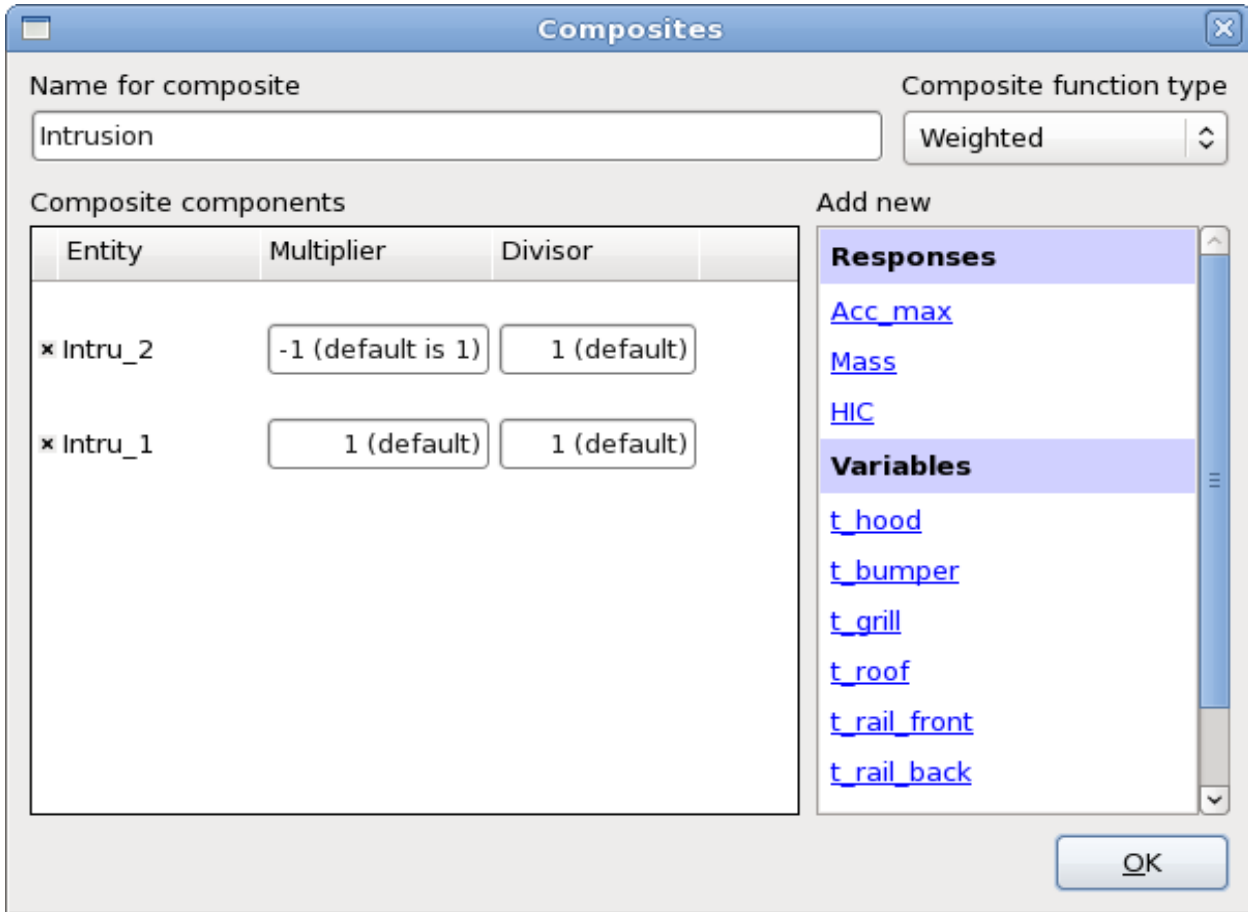 Composites
Name for composite
Composite function type
Intrusion
Weighted
Composite components
Add new
Entity Multiplier Divisor
Intru_2 -1 (default is 1) 1 (default)
Intru_1 1 (default) 1 (default)
Responses
Acc_max
Mass
HIC
Variables
t_hood
t_bumper
t_grill
t_roof
t_rail_front
t_rail_back
OK